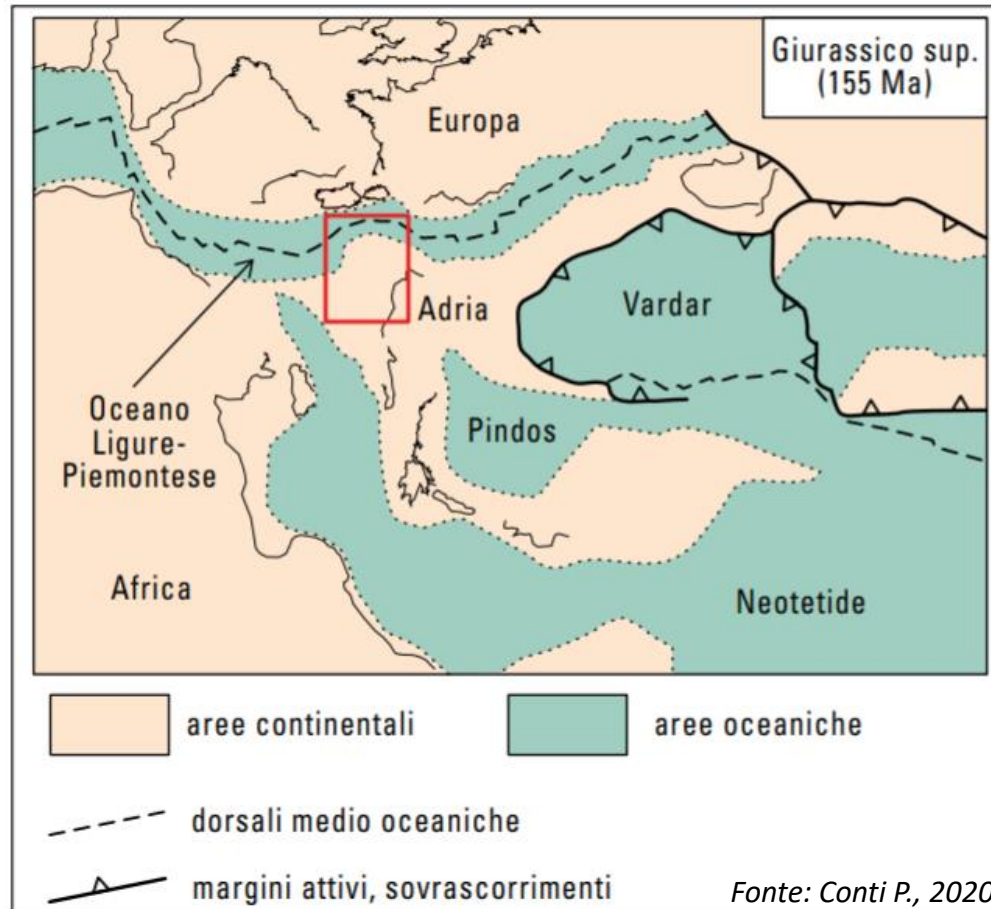 Giurassico sup.
(155 Ma)
Europa
Adria
Vardar
Oceano
Ligure-
Piemontese
Pindos
Africa
Neotetide
aree continentali
aree oceaniche
dorsali medio oceaniche
margini attivi, sovrascorrimenti
Fonte: Conti P., 2020